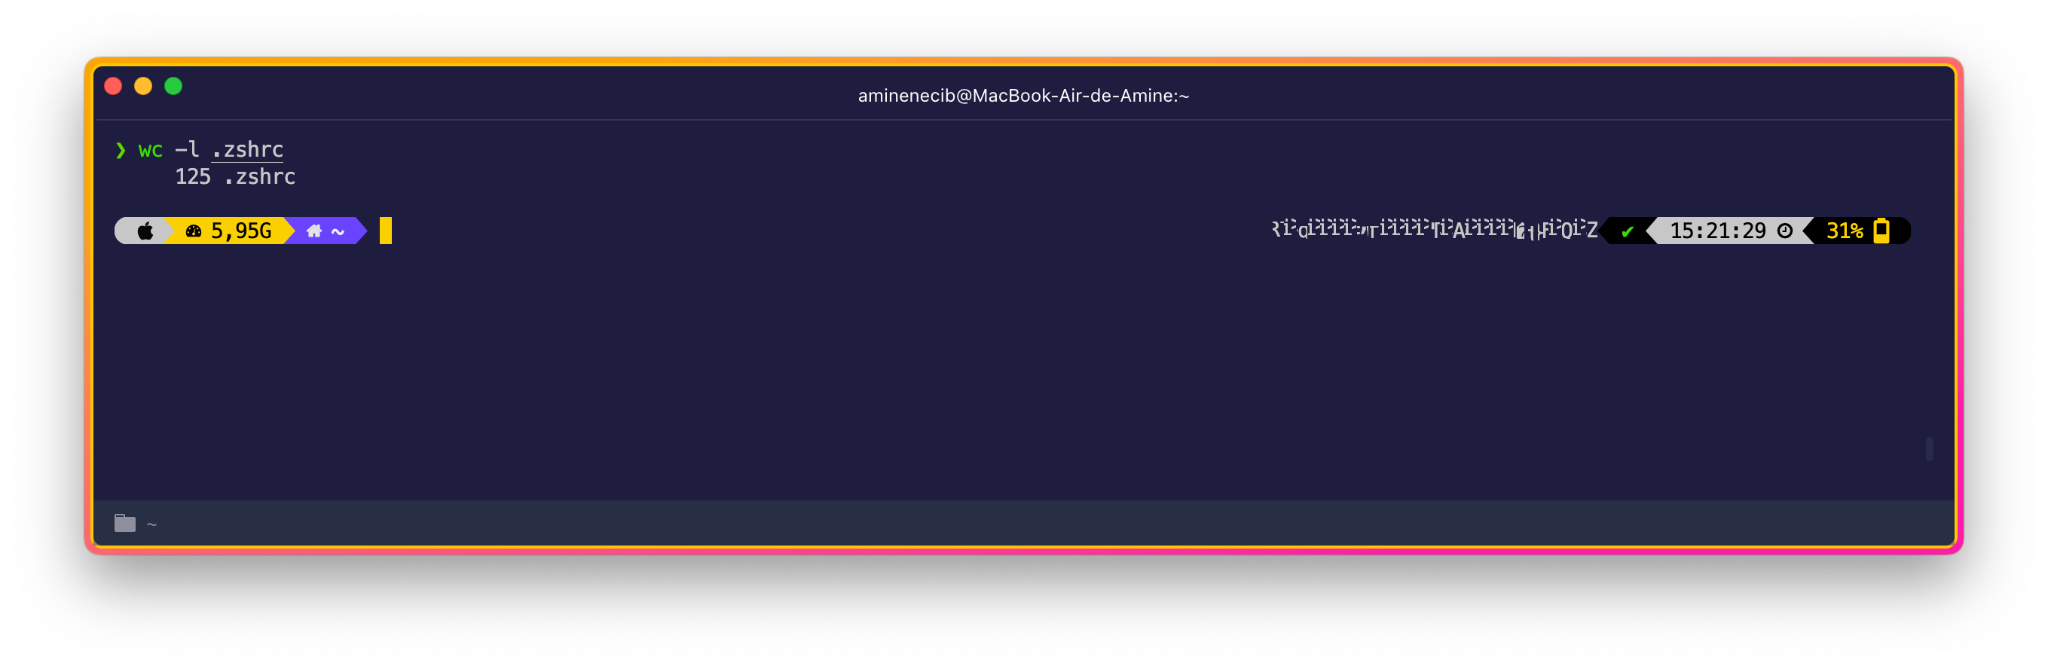 aminenecib@MacBook-Air-de-Amine:~
❯ wc -l .zshrc
125 .zshrc
5,95G ~ ✔ 15:21:29 31%
~